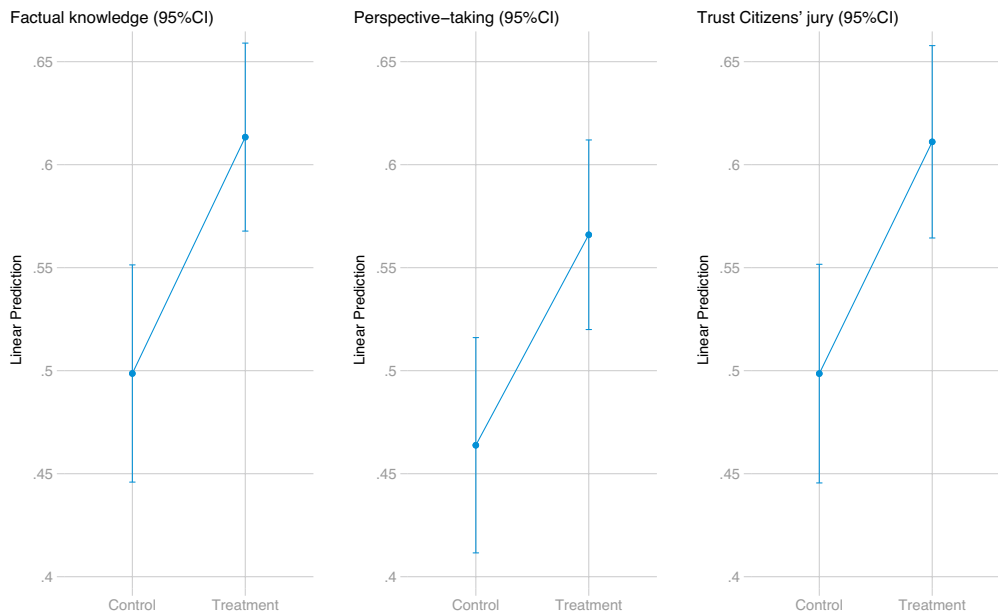 Factual knowledge (95%CI)
Linear Prediction
.65
.6
.55
.5
.45
.4
Control Treatment
Perspective−taking (95%CI)
Linear Prediction
.65
.6
.55
.5
.45
.4
Control Treatment
Trust Citizens’ jury (95%CI)
Linear Prediction
.65
.6
.55
.5
.45
.4
Control Treatment